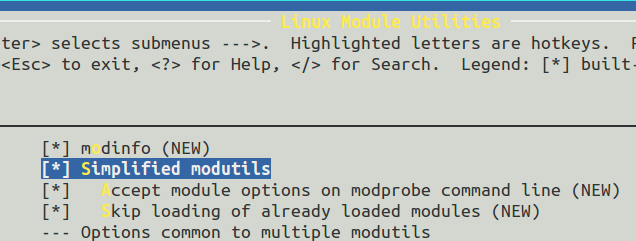 Linux Module Utilities
ter> selects submenus --->.  Highlighted letters are hotkeys.
<Esc> to exit, <?> for Help, </> for Search.  Legend: [*] built-
[*] modinfo (NEW)
[*] Simplified modutils
[*]   Accept module options on modprobe command line (NEW)
[*]   Skip loading of already loaded modules (NEW)
--- Options common to multiple modutils